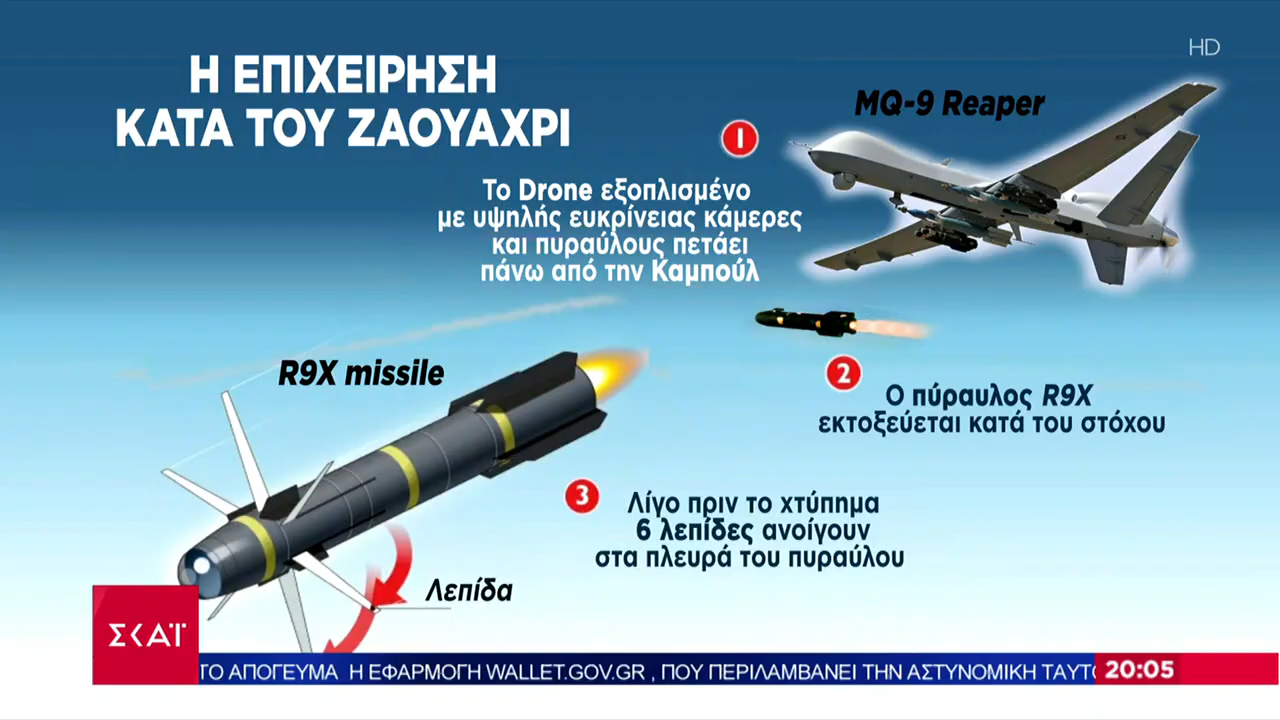 HD
Η ΕΠΙΧΕΙΡΗΣΗ
ΚΑΤΑ ΤΟΥ ΖΑΟΥΑΧΡΙ
MQ-9 Reaper
1
Το Drone εξοπλισμένο
με υψηλής ευκρίνειας κάμερες
και πυραύλους πετάει
πάνω από την Καμπούλ
R9X missile
2
Ο πύραυλος R9X
εκτοξεύεται κατά του στόχου
3
Λίγο πριν το χτύπημα
6 λεπίδες ανοίγουν
στα πλευρά του πυραύλου
Λεπίδα
ΣΚΑΪ
ΤΟ ΑΠΟΓΕΥΜΑ Η ΕΦΑΡΜΟΓΗ WALLET.GOV.GR , ΠΟΥ ΠΕΡΙΛΑΜΒΑΝΕΙ ΤΗΝ ΑΣΤΥΝΟΜΙΚΗ ΤΑΥΤ
20:05